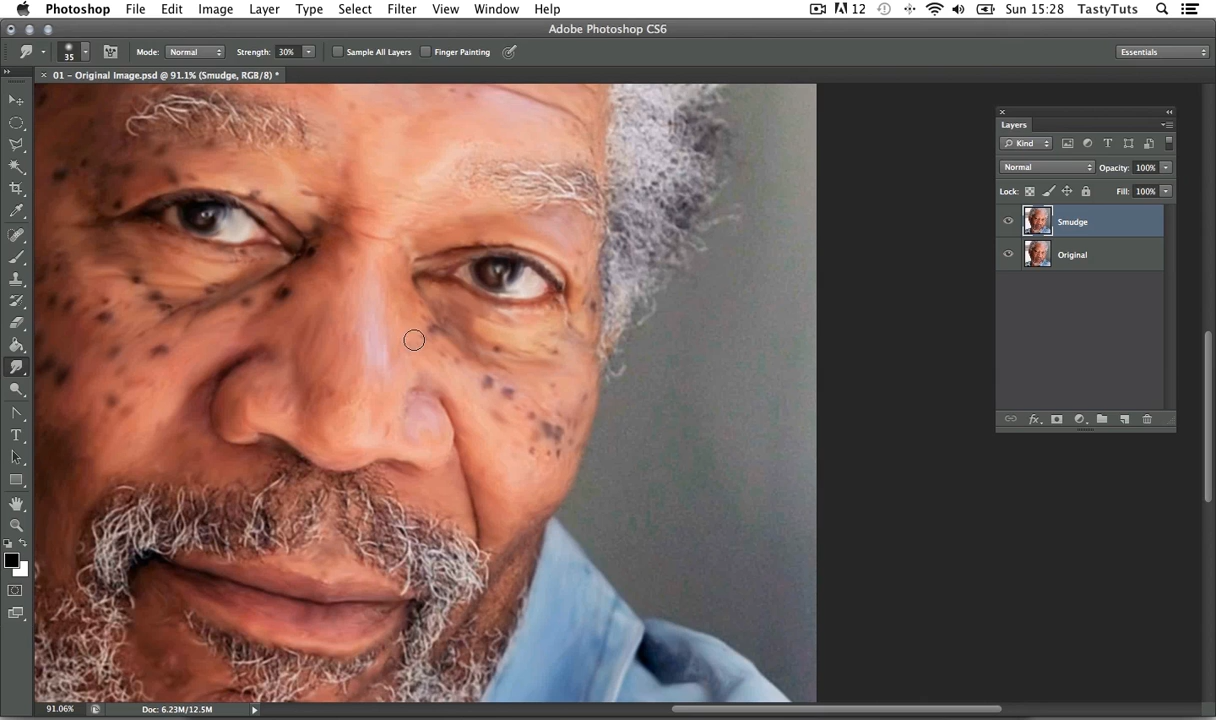 Photoshop File Edit Image Layer Type Select Filter View Window Help 12 Sun 15:28 TastyTuts
Adobe Photoshop CS6
35 Mode: Normal Strength: 30% Sample All Layers Finger Painting Essentials
01 - Original Image.psd @ 91.1% (Smudge, RGB/8) *
Layers
Kind
Normal Opacity: 100%
Lock: Fill: 100%
Smudge
Original
fx
91.06% Doc: 6.23M/12.5M